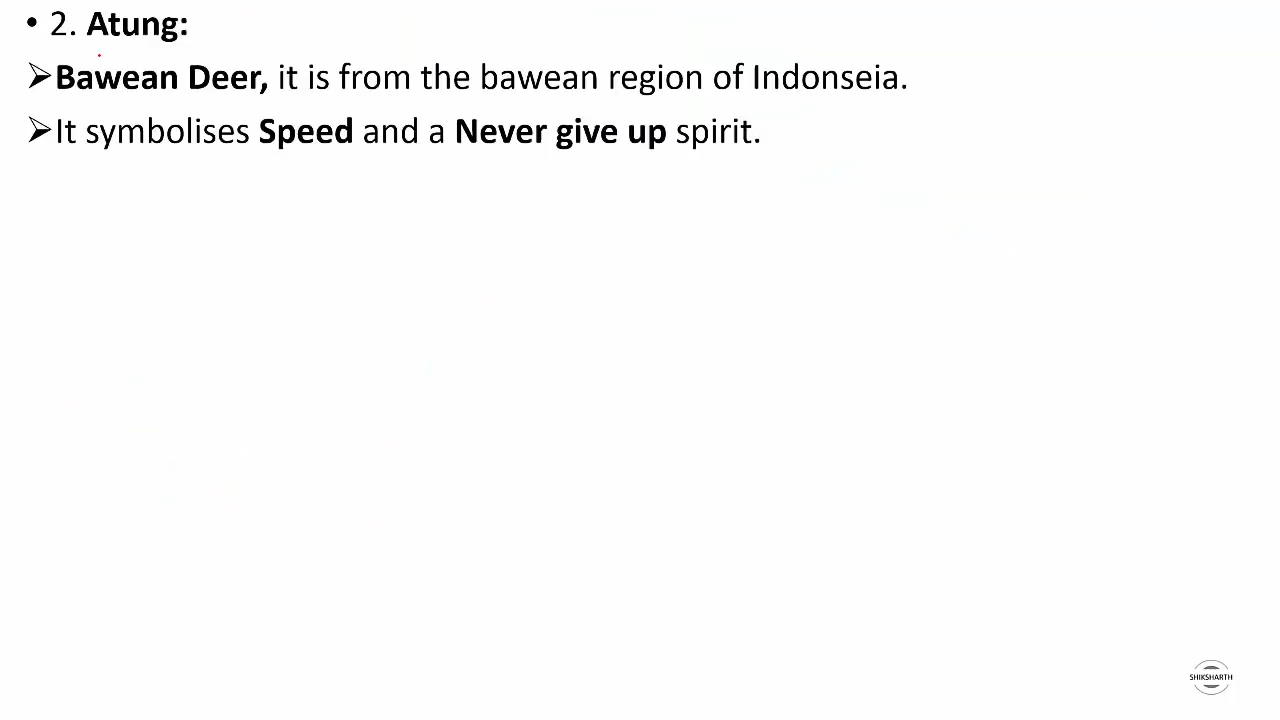 • 2. Atung:
➢Bawean Deer, it is from the bawean region of Indonseia.
➢It symbolises Speed and a Never give up spirit.
SHIKSHARTH